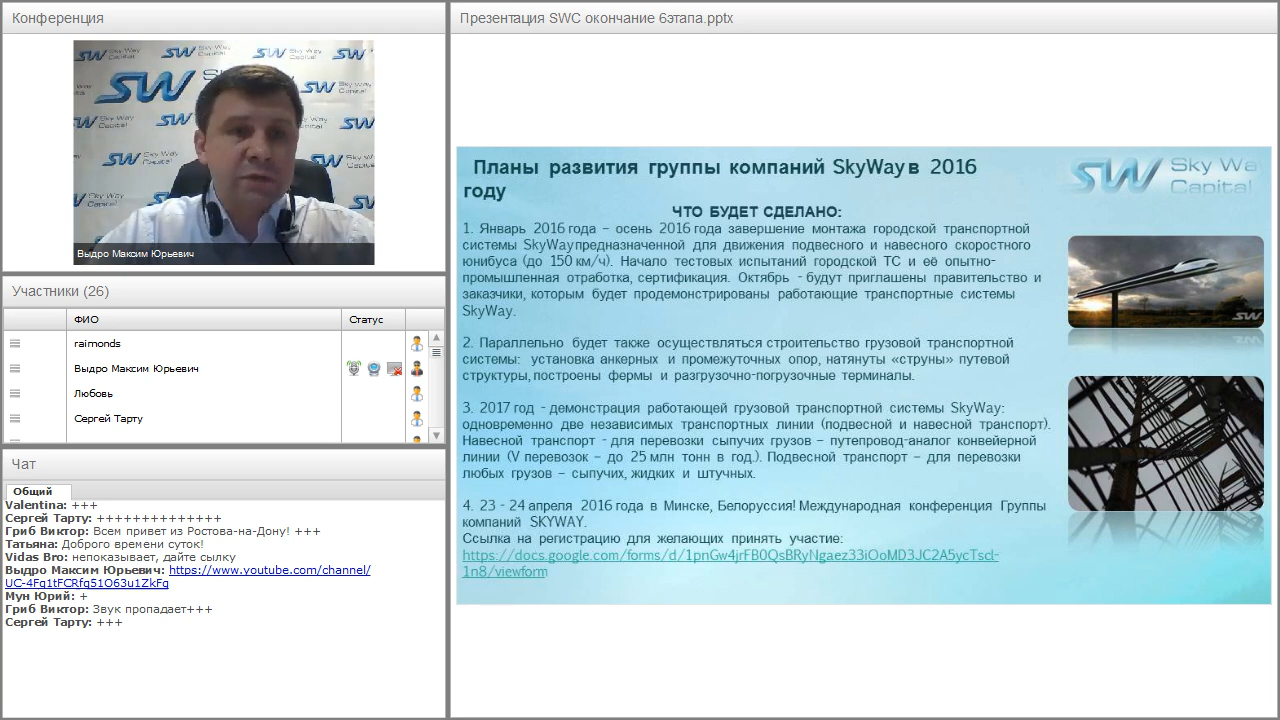 Конференция
SW Sky Way Capital
Выдро Максим Юрьевич
Участники (26)
ФИО
Статус
raimonds
Выдро Максим Юрьевич
Любовь
Сергей Тарту
Чат
Общий
Valentina: +++
Сергей Тарту: ++++++++++++++
Гриб Виктор: Всем привет из Ростова-на-Дону! +++
Татьяна: Доброго времени суток!
Vidas Bro: непоказывает, дайте сылку
Выдро Максим Юрьевич: https://www.youtube.com/channel/
UC-4Fq1tFCRfg51O63u1ZkFg
Мун Юрий: +
Гриб Виктор: Звук пропадает+++
Сергей Тарту: +++
Презентация SWC окончание 6этапа.pptx
Планы развития группы компаний SkyWay в 2016
году
SW Sky Wa
Capital
ЧТО БУДЕТ СДЕЛАНО:
1. Январь 2016 года – осень 2016 года завершение монтажа городской транспортной
системы SkyWay предназначенной для движения подвесного и навесного скоростного
юнибуса (до 150 км/ч). Начало тестовых испытаний городской ТС и её опытно-
промышленная отработка, сертификация. Октябрь - будут приглашены правительство и
заказчики, которым будет продемонстрированы работающие транспортные системы
SkyWay.
2. Параллельно будет также осуществляться строительство грузовой транспортной
системы: установка анкерных и промежуточных опор, натянуты «струны» путевой
структуры, построены фермы и разгрузочно-погрузочные терминалы.
3. 2017 год - демонстрация работающей грузовой транспортной системы SkyWay:
одновременно две независимых транспортных линии (подвесной и навесной транспорт).
Навесной транспорт - для перевозки сыпучих грузов – путепровод-аналог конвейерной
линии (V перевозок – до 25 млн тонн в год.). Подвесной транспорт – для перевозки
любых грузов – сыпучих, жидких и штучных.
4. 23 - 24 апреля 2016 года в Минске, Белоруссия! Международная конференция Группы
компаний SKYWAY.
Ссылка на регистрацию для желающих принять участие:
https://docs.google.com/forms/d/1pnGw4jrFB0QsBRyNgaez33iOoMD3JC2A5ycTscl-
1n8/viewform
SW